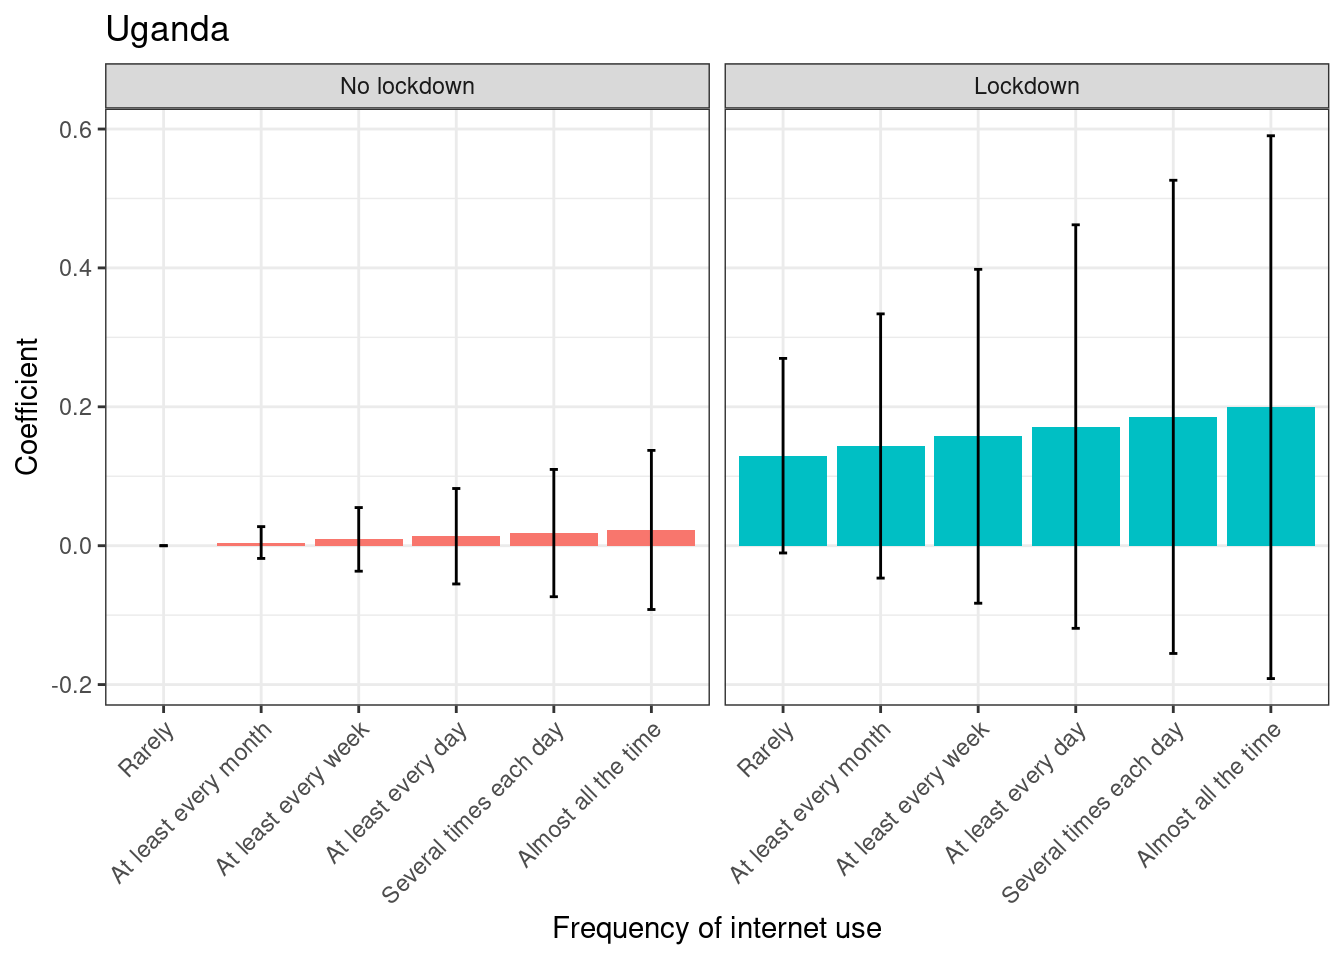 Uganda
No lockdown
Lockdown
Coefficient
0.6
0.4
0.2
0.0
-0.2
Rarely
At least every month
At least every week
At least every day
Several times each day
Almost all the time
Rarely
At least every month
At least every week
At least every day
Several times each day
Almost all the time
Frequency of internet use